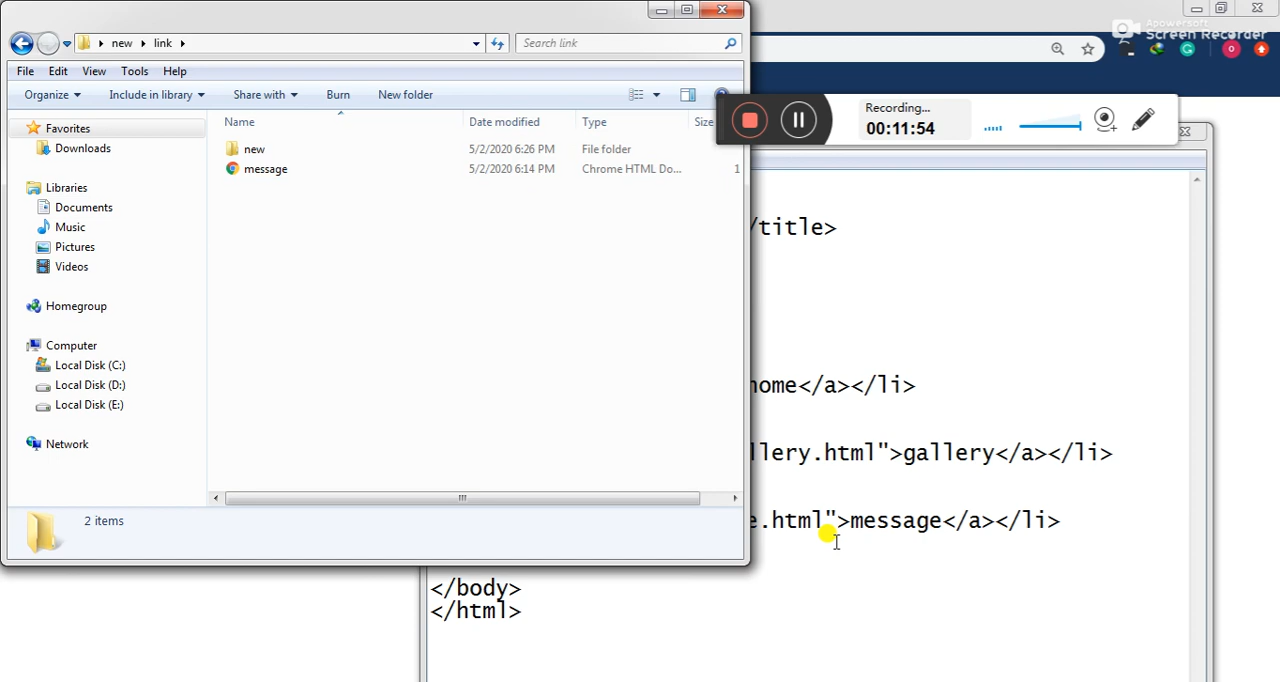 Apowersoft
Screen Recorder
new link
Search link
File Edit View Tools Help
Organize Include in library Share with Burn New folder
Recording...
00:11:54
Name Date modified Type Size
Favorites
Downloads
Libraries
Documents
Music
Pictures
Videos
Homegroup
Computer
Local Disk (C:)
Local Disk (D:)
Local Disk (E:)
Network
new 5/2/2020 6:26 PM File folder
message 5/2/2020 6:14 PM Chrome HTML Do... 1
2 items
/title>
home</a></li>
llery.html">gallery</a></li>
e.html">message</a></li>
</body>
</html>